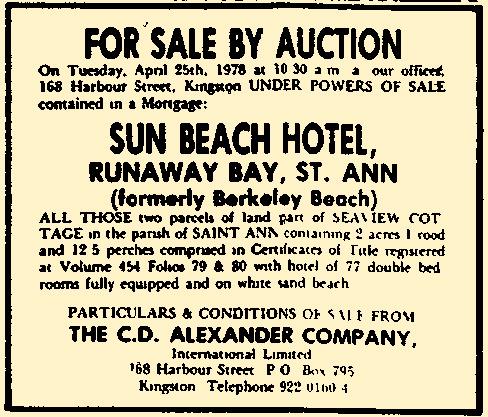 FOR SALE BY AUCTION
On Tuesday, April 25th, 1978 at 10 30 a m a our offices,
168 Harbour Street, Kingston UNDER POWERS OF SALE
contained in a Mortgage:
SUN BEACH HOTEL,
RUNAWAY BAY, ST. ANN
(formerly Berkeley Beach)
ALL THOSE two parcels of land part of SEAVIEW COT
TAGE in the parish of SAINT ANN containing 2 acres 1 rood
and 12 5 perches comprised in Certificates of Title registered
at Volume 454 Folios 79 & 80 with hotel of 77 double bed
rooms fully equipped and on white sand beach
PARTICULARS & CONDITIONS OF SALE FROM
THE C.D. ALEXANDER COMPANY,
International Limited
168 Harbour Street P O Box 795
Kingston Telephone 922 0160 4